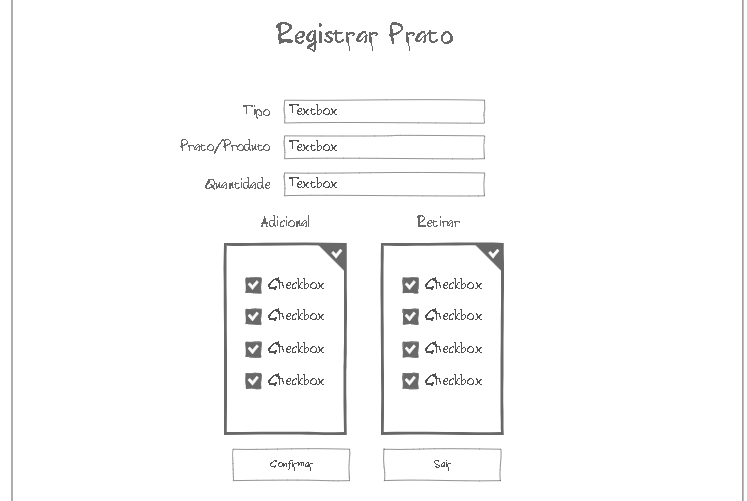 Registrar Prato
Tipo Textbox
Prato/Produto Textbox
Quantidade Textbox
Adicional Retirar
Checkbox Checkbox
Checkbox Checkbox
Checkbox Checkbox
Checkbox Checkbox
Confirmar Sair